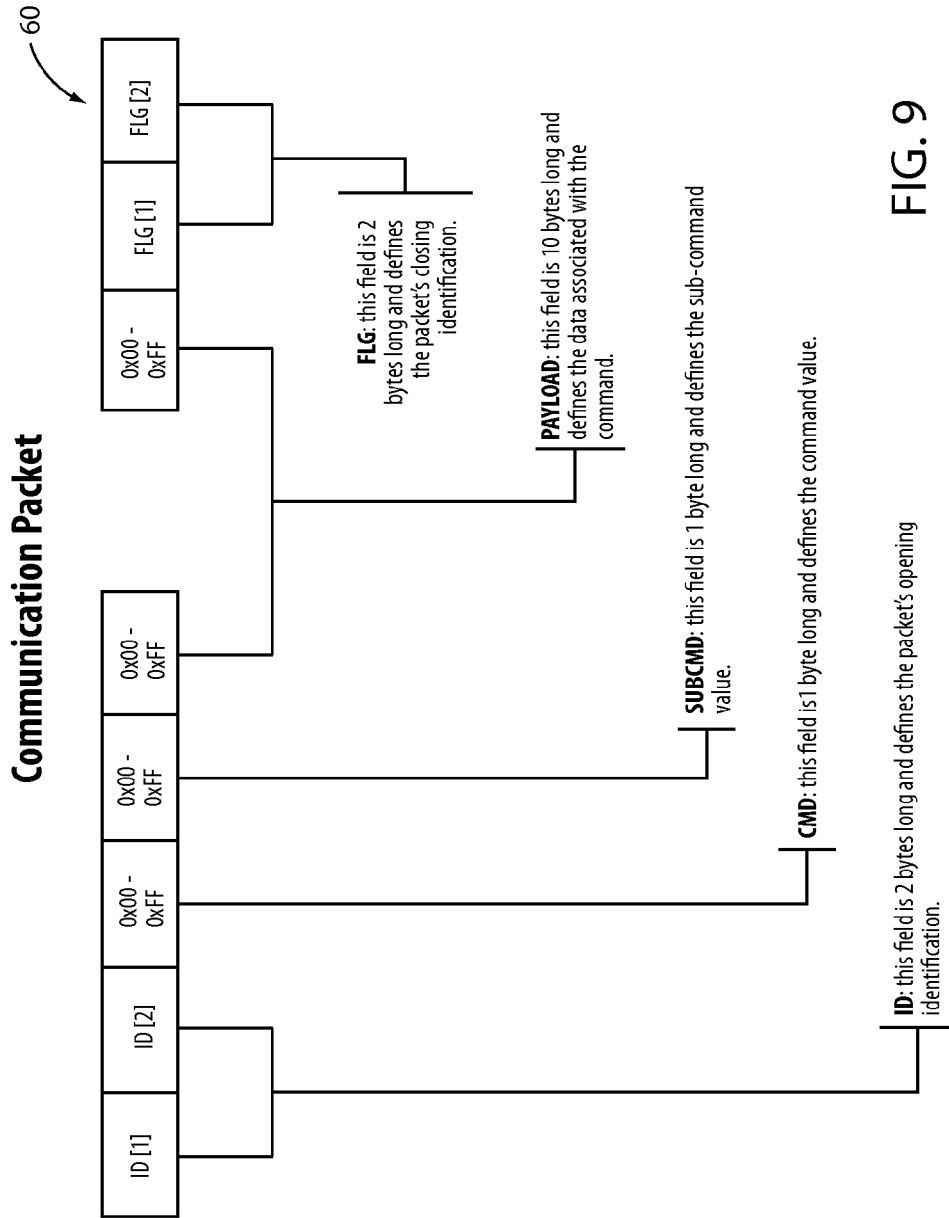 Communication Packet
60
ID [1]
ID [2]
0x00 -
0xFF
0x00 -
0xFF
0x00 -
0xFF
0x00 -
0xFF
FLG [1]
FLG [2]
FLG: this field is 2
bytes long and defines
the packet's closing
identification.
PAYLOAD: this field is 10 bytes long and
defines the data associated with the
command.
SUBCMD: this field is 1 byte long and defines the sub-command
value.
CMD: this field is1 byte long and defines the command value.
ID: this field is 2 bytes long and defines the packet's opening
identification.
FIG. 9